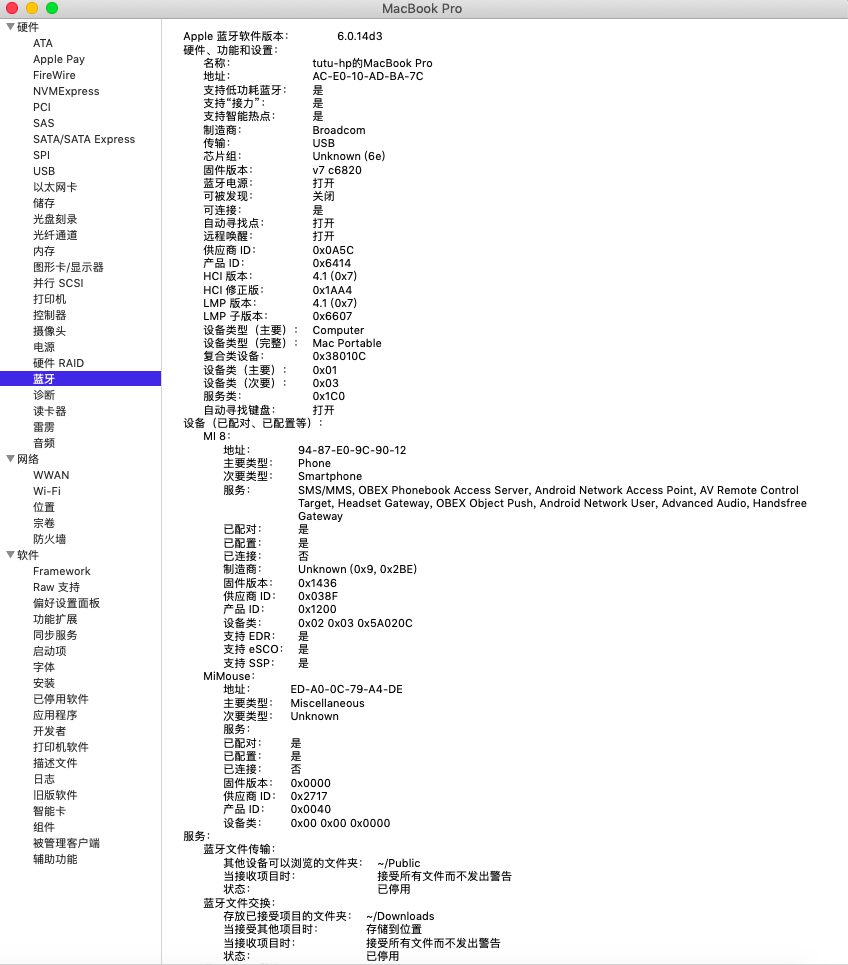 MacBook Pro
硬件
ATA
Apple Pay
FireWire
NVMExpress
PCI
SAS
SATA/SATA Express
SPI
USB
以太网卡
储存
光盘刻录
光纤通道
内存
图形卡/显示器
并行 SCSI
打印机
控制器
摄像头
电源
硬件 RAID
蓝牙
诊断
读卡器
雷雳
音频
网络
WWAN
Wi-Fi
位置
宗卷
防火墙
软件
Framework
Raw 支持
偏好设置面板
功能扩展
同步服务
启动项
字体
安装
已停用软件
应用程序
开发者
打印机软件
描述文件
日志
旧版软件
智能卡
组件
被管理客户端
辅助功能
Apple 蓝牙软件版本: 6.0.14d3
硬件、功能和设置:
名称: tutu-hp的MacBook Pro
地址: AC-E0-10-AD-BA-7C
支持低功耗蓝牙: 是
支持“接力”: 是
支持智能热点: 是
制造商: Broadcom
传输: USB
芯片组: Unknown (6e)
固件版本: v7 c6820
蓝牙电源: 打开
可被发现: 关闭
可连接: 是
自动寻找点: 打开
远程唤醒: 打开
供应商 ID: 0x0A5C
产品 ID: 0x6414
HCI 版本: 4.1 (0x7)
HCI 修正版: 0x1AA4
LMP 版本: 4.1 (0x7)
LMP 子版本: 0x6607
设备类型（主要）: Computer
设备类型（完整）: Mac Portable
复合类设备: 0x38010C
设备类（主要）: 0x01
设备类（次要）: 0x03
服务类: 0x1C0
自动寻找键盘: 打开
设备（已配对、已配置等）:
MI 8:
地址: 94-87-E0-9C-90-12
主要类型: Phone
次要类型: Smartphone
服务: SMS/MMS, OBEX Phonebook Access Server, Android Network Access Point, AV Remote Control
Target, Headset Gateway, OBEX Object Push, Android Network User, Advanced Audio, Handsfree
Gateway
已配对: 是
已配置: 是
已连接: 否
制造商: Unknown (0x9, 0x2BE)
固件版本: 0x1436
供应商 ID: 0x038F
产品 ID: 0x1200
设备类: 0x02 0x03 0x5A020C
支持 EDR: 是
支持 eSCO: 是
支持 SSP: 是
MiMouse:
地址: ED-A0-0C-79-A4-DE
主要类型: Miscellaneous
次要类型: Unknown
服务:
已配对: 是
已配置: 是
已连接: 否
固件版本: 0x0000
供应商 ID: 0x2717
产品 ID: 0x0040
设备类: 0x00 0x00 0x0000
服务:
蓝牙文件传输:
其他设备可以浏览的文件夹: ~/Public
当接收项目时: 接受所有文件而不发出警告
状态: 已停用
蓝牙文件交换:
存放已接受项目的文件夹: ~/Downloads
当接受其他项目时: 存储到位置
当接收项目时: 接受所有文件而不发出警告
状态: 已停用